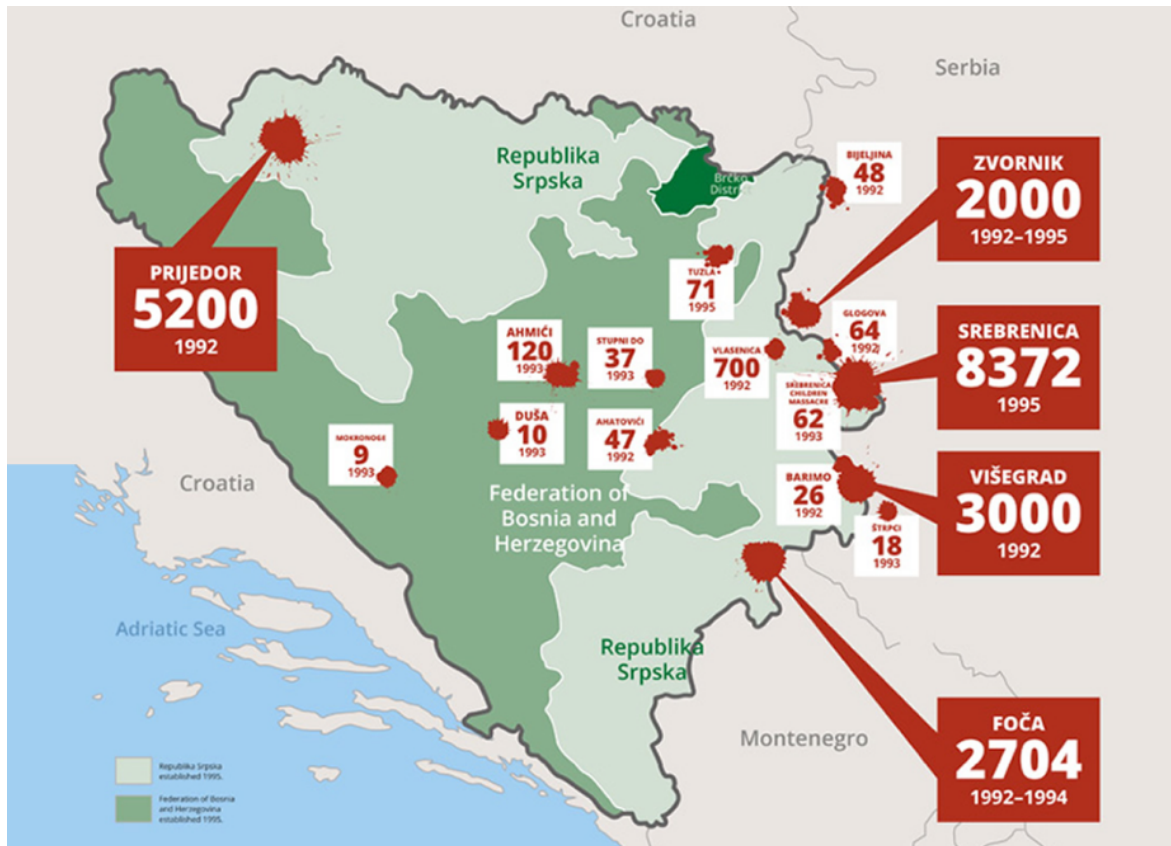 Croatia
Serbia
Republika
Srpska
Brčko
Distri
BIJELJINA
48
1992
ZVORNIK
2000
1992–1995
PRIJEDOR
5200
1992
TUZLA
71
1995
GLOGOVA
64
1992
AHMIĆI
120
1993
STUPNI DO
37
1993
VLASENICA
700
1992
SREBRENICA
8372
1995
SREBRENICA
CHILDREN
MASSACRE
62
1993
MOKRONOGE
9
1993
DUŠA
10
1993
AHATOVIĆI
47
1992
Croatia
Federation of
Bosnia and
Herzegovina
BARIMO
26
1992
VIŠEGRAD
3000
1992
ŠTRPCI
18
1993
Adriatic Sea
Republika
Srpska
Montenegro
FOČA
2704
1992–1994
Republika Srpska
established 1995.
Federation of Bosnia
and Herzegovina
established 1995.